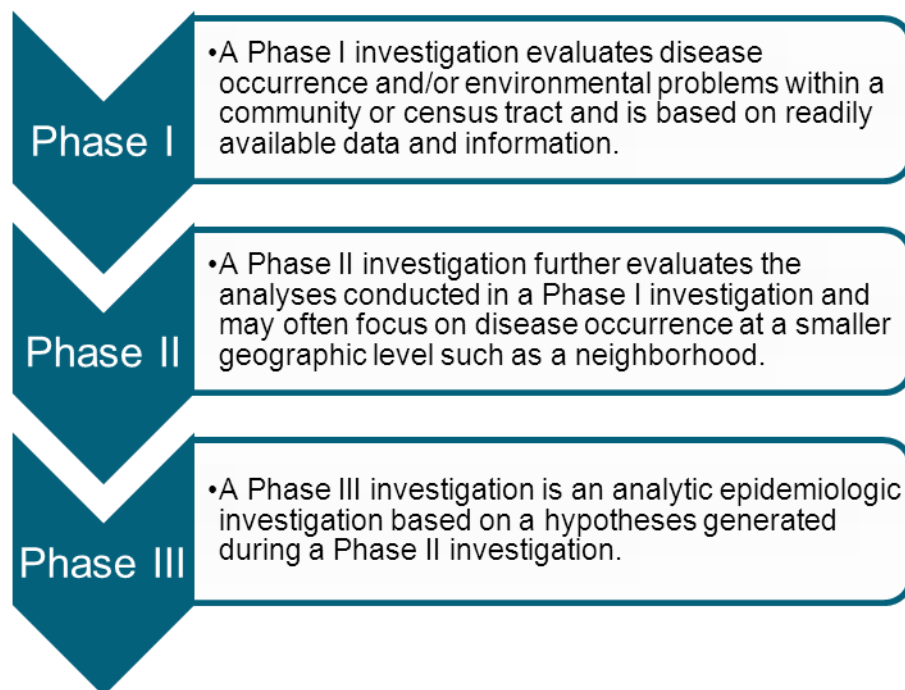 Phase I
•A Phase I investigation evaluates disease
occurrence and/or environmental problems within a
community or census tract and is based on readily
available data and information.
Phase II
•A Phase II investigation further evaluates the
analyses conducted in a Phase I investigation and
may often focus on disease occurrence at a smaller
geographic level such as a neighborhood.
Phase III
•A Phase III investigation is an analytic epidemiologic
investigation based on a hypotheses generated
during a Phase II investigation.